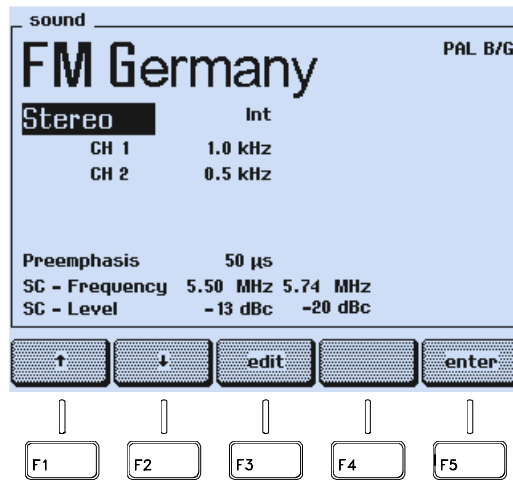 sound
FM Germany PAL B/G
Stereo Int
CH 1 1.0 kHz
CH 2 0.5 kHz
Preemphasis 50 µs
SC - Frequency 5.50 MHz 5.74 MHz
SC - Level -13 dBc -20 dBc
↑ ↓ edit enter
F1 F2 F3 F4 F5